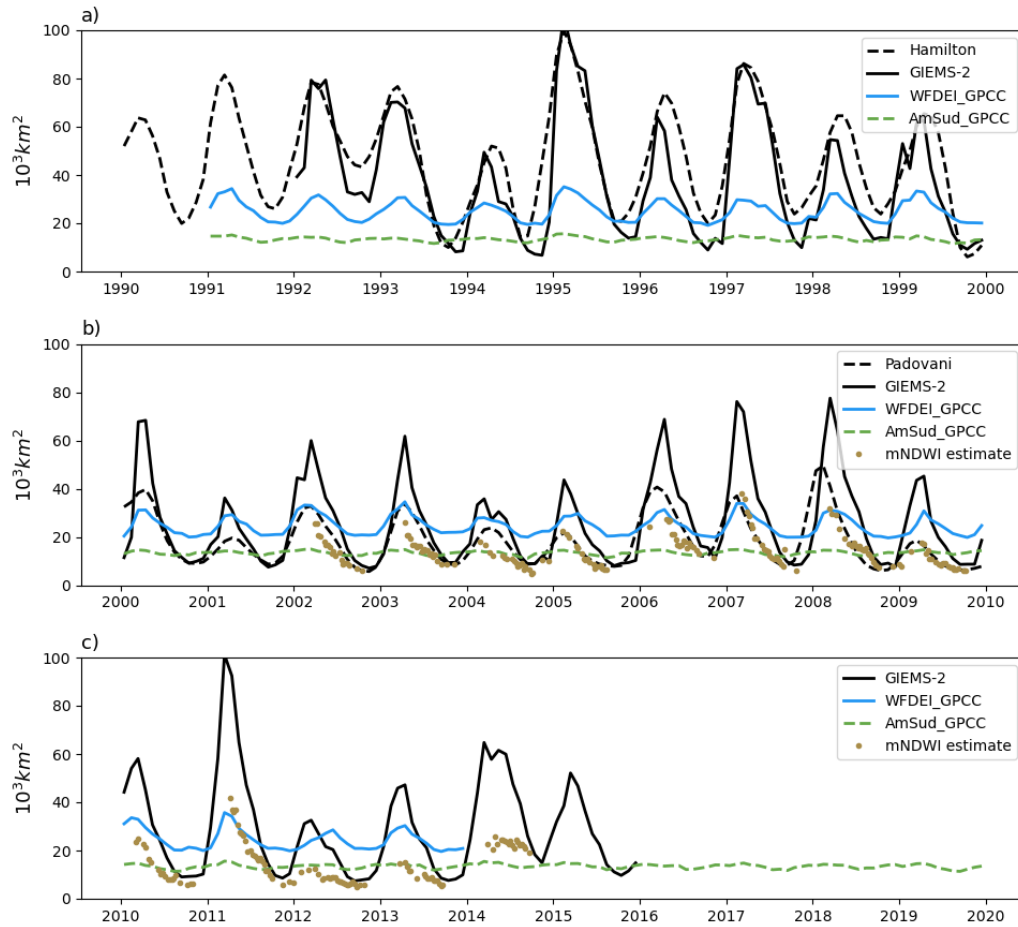 a)
100
80
60
40
20
0
10³km²
Hamilton
GIEMS-2
WFDEI_GPCC
AmSud_GPCC
1990 1991 1992 1993 1994 1995 1996 1997 1998 1999 2000
b)
100
80
60
40
20
0
10³km²
Padovani
GIEMS-2
WFDEI_GPCC
AmSud_GPCC
mNDWI estimate
2000 2001 2002 2003 2004 2005 2006 2007 2008 2009 2010
c)
100
80
60
40
20
0
10³km²
GIEMS-2
WFDEI_GPCC
AmSud_GPCC
mNDWI estimate
2010 2011 2012 2013 2014 2015 2016 2017 2018 2019 2020